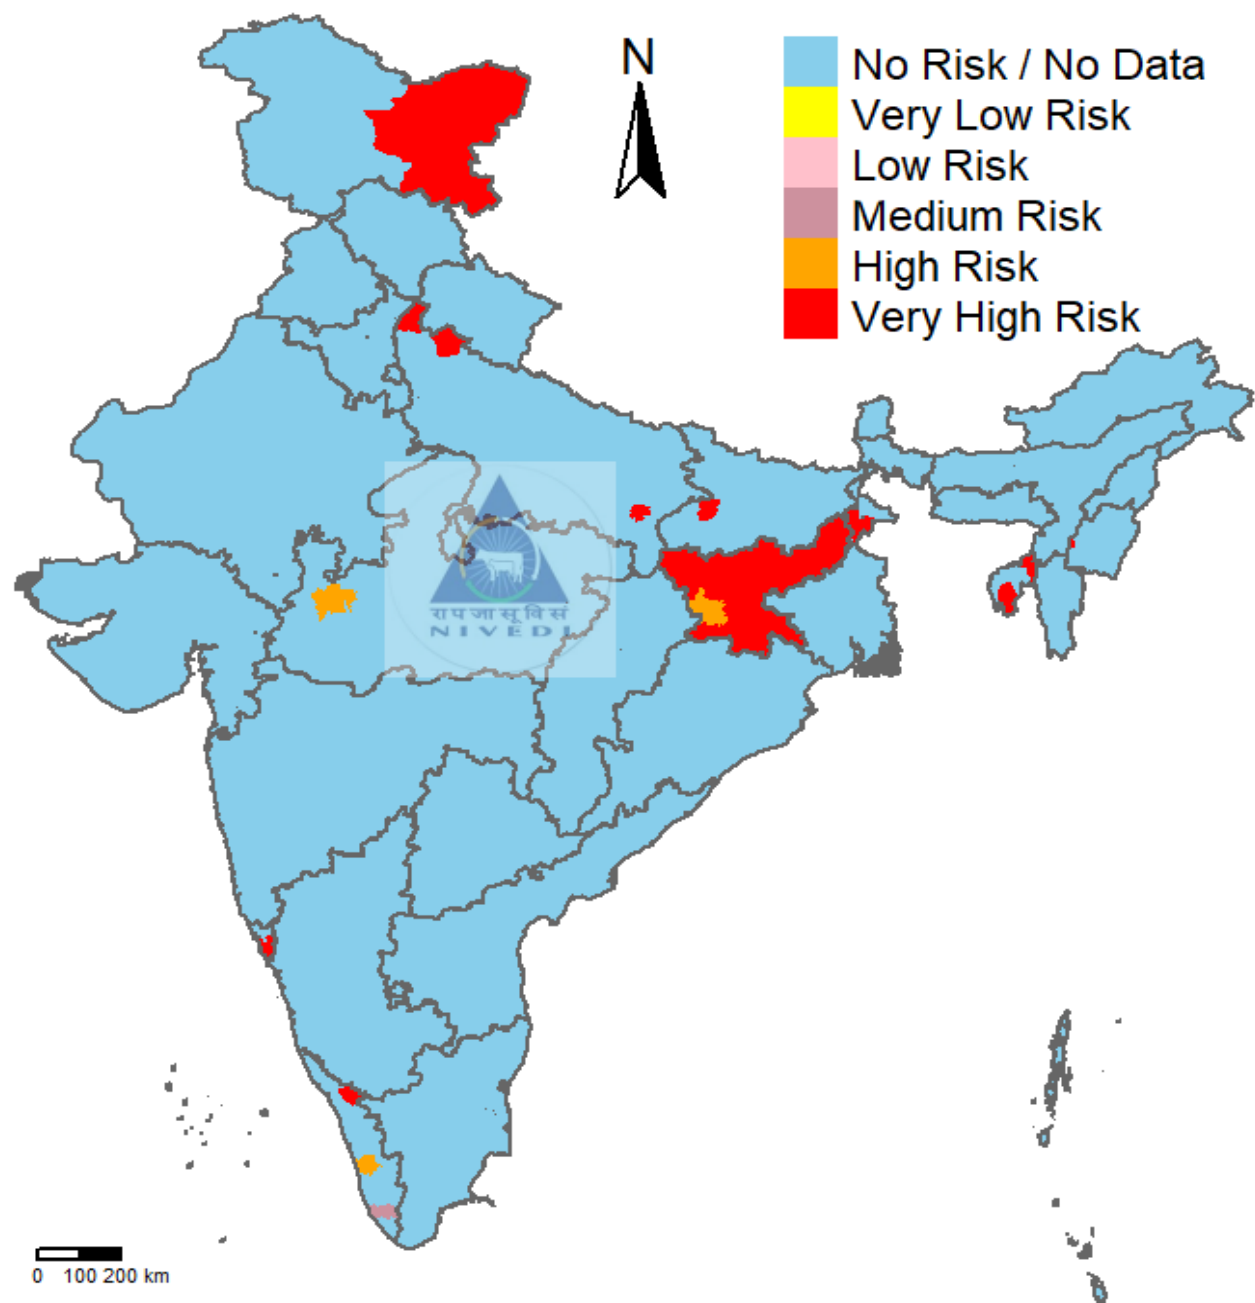 N
No Risk / No Data
Very Low Risk
Low Risk
Medium Risk
High Risk
Very High Risk
रा प जा सू वि सं
NIVEDI
0 100 200 km